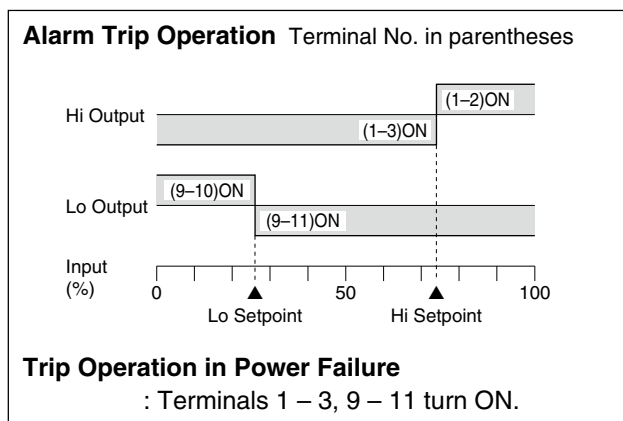 Alarm Trip Operation Terminal No. in parentheses
Hi Output
(1–2)ON
(1–3)ON
Lo Output
(9–10)ON
(9–11)ON
Input
(%)
0
50
100
Lo Setpoint
Hi Setpoint
Trip Operation in Power Failure
: Terminals 1 – 3, 9 – 11 turn ON.